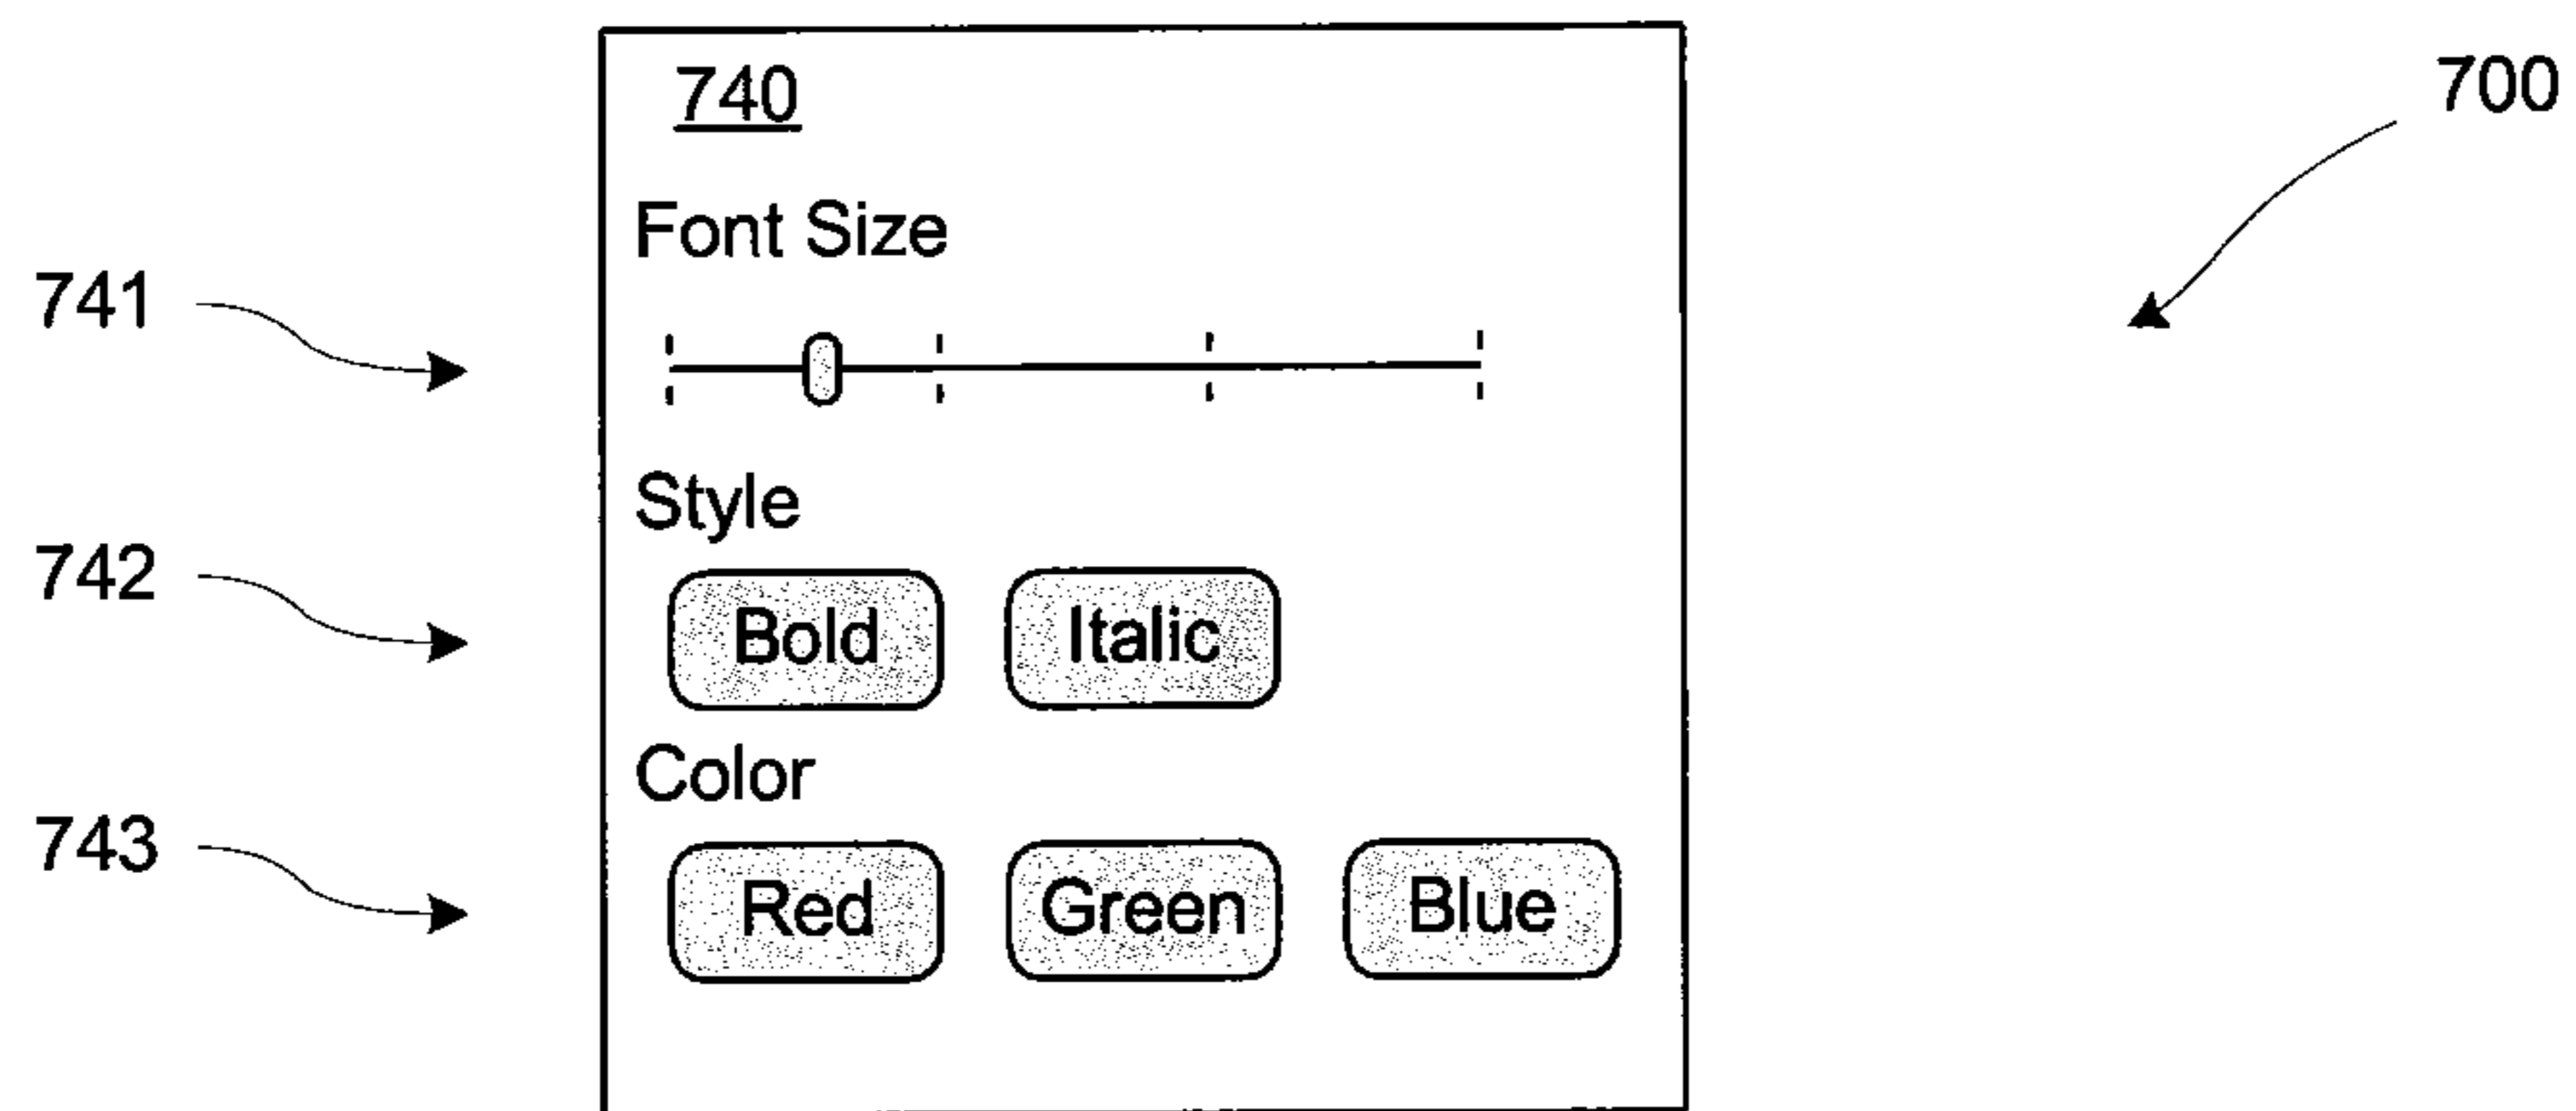 740
700
Font Size
741
Style
742
Bold Italic
Color
743
Red Green Blue